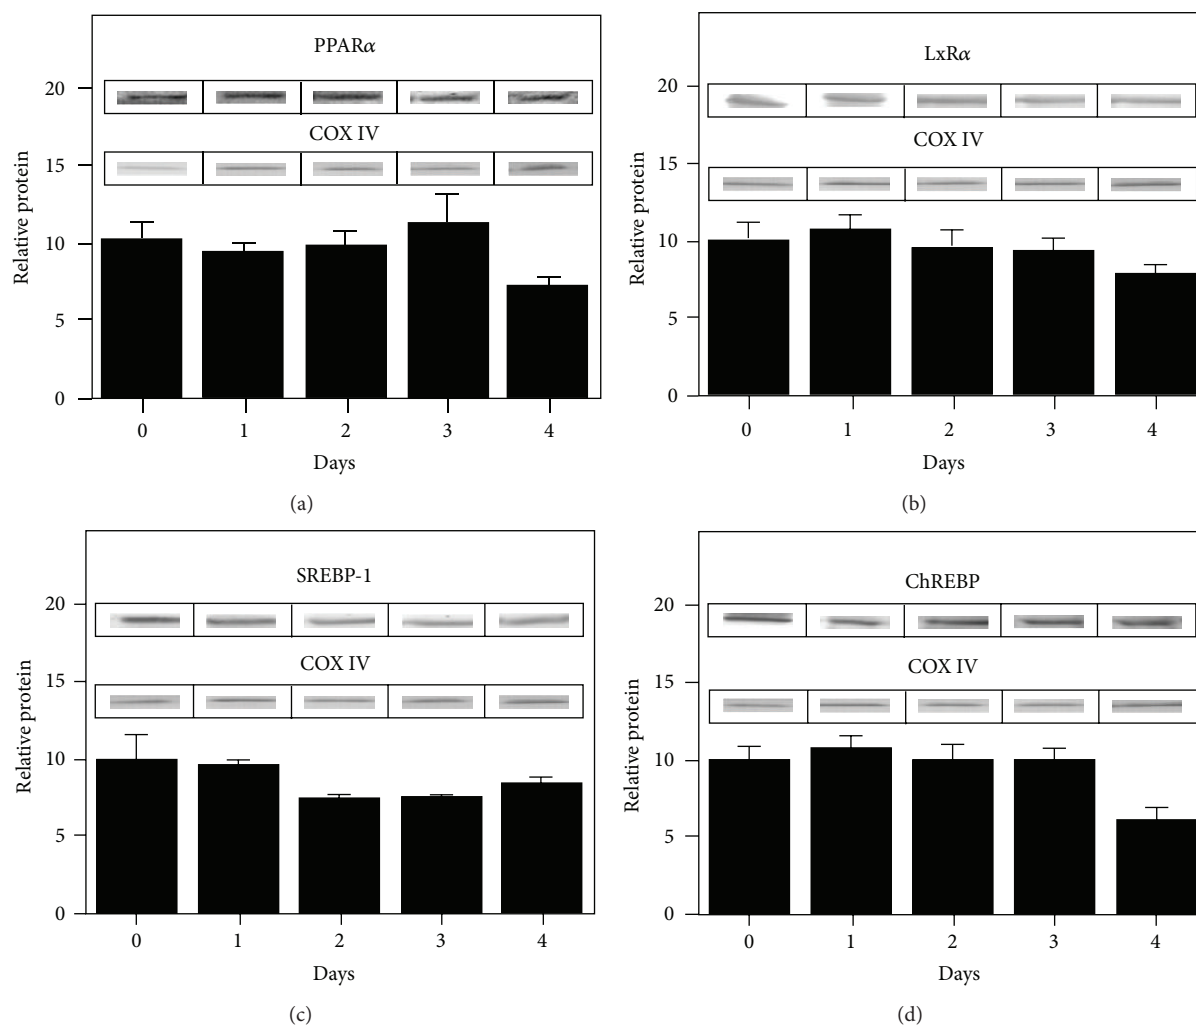 PPARα
COX IV
Relative protein
20
15
10
5
0
0 1 2 3 4
Days
(a)
LxRα
COX IV
Relative protein
20
15
10
5
0
0 1 2 3 4
Days
(b)
SREBP-1
COX IV
Relative protein
20
15
10
5
0
0 1 2 3 4
Days
(c)
ChREBP
COX IV
Relative protein
20
15
10
5
0
0 1 2 3 4
Days
(d)